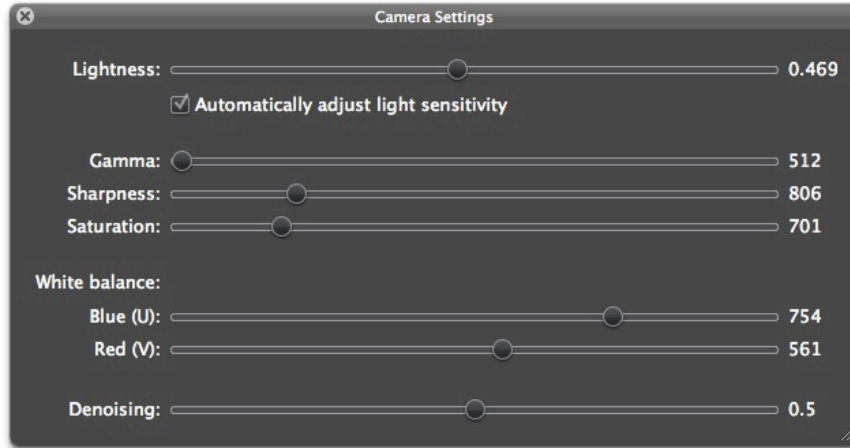 Camera Settings
Lightness: 0.469
Automatically adjust light sensitivity
Gamma: 512
Sharpness: 806
Saturation: 701
White balance:
Blue (U): 754
Red (V): 561
Denoising: 0.5